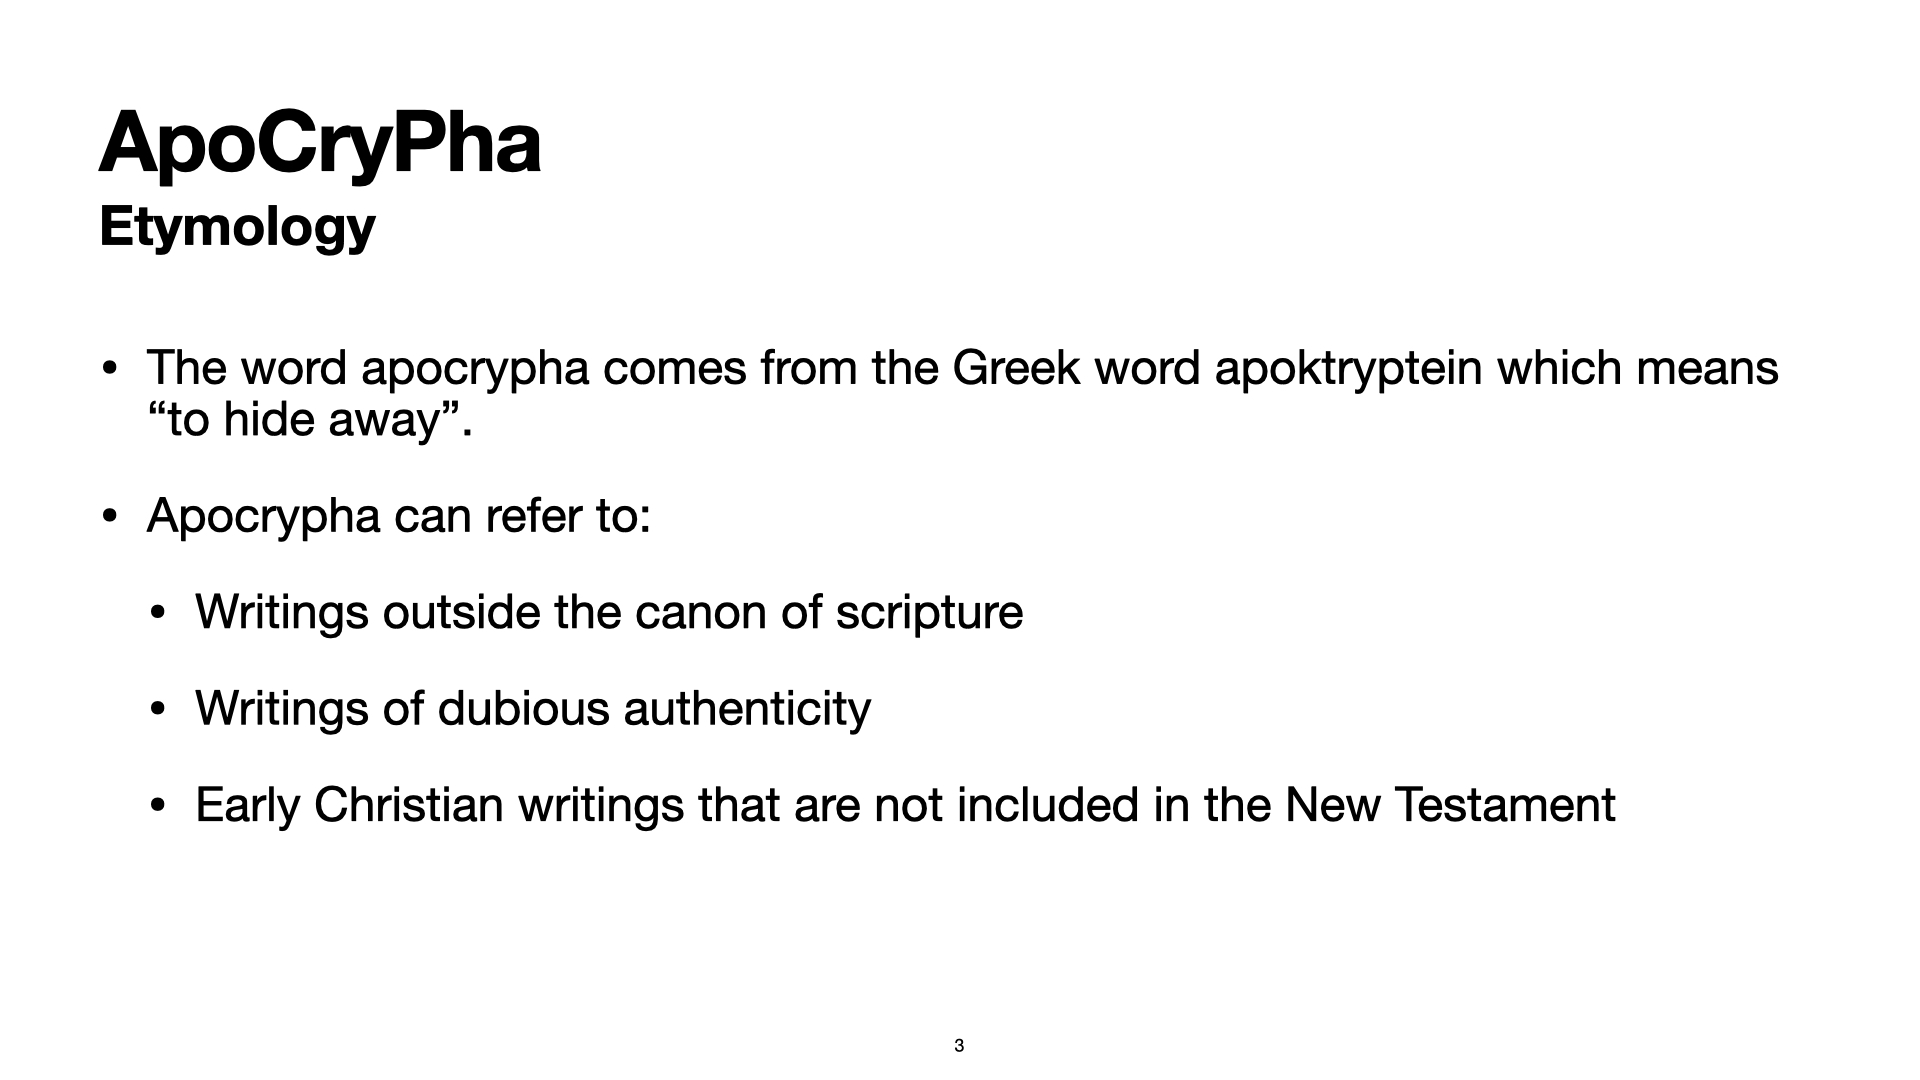 ApoCryPha
Etymology
• The word apocrypha comes from the Greek word apoktryptein which means
“to hide away”.
• Apocrypha can refer to:
• Writings outside the canon of scripture
• Writings of dubious authenticity
• Early Christian writings that are not included in the New Testament
3